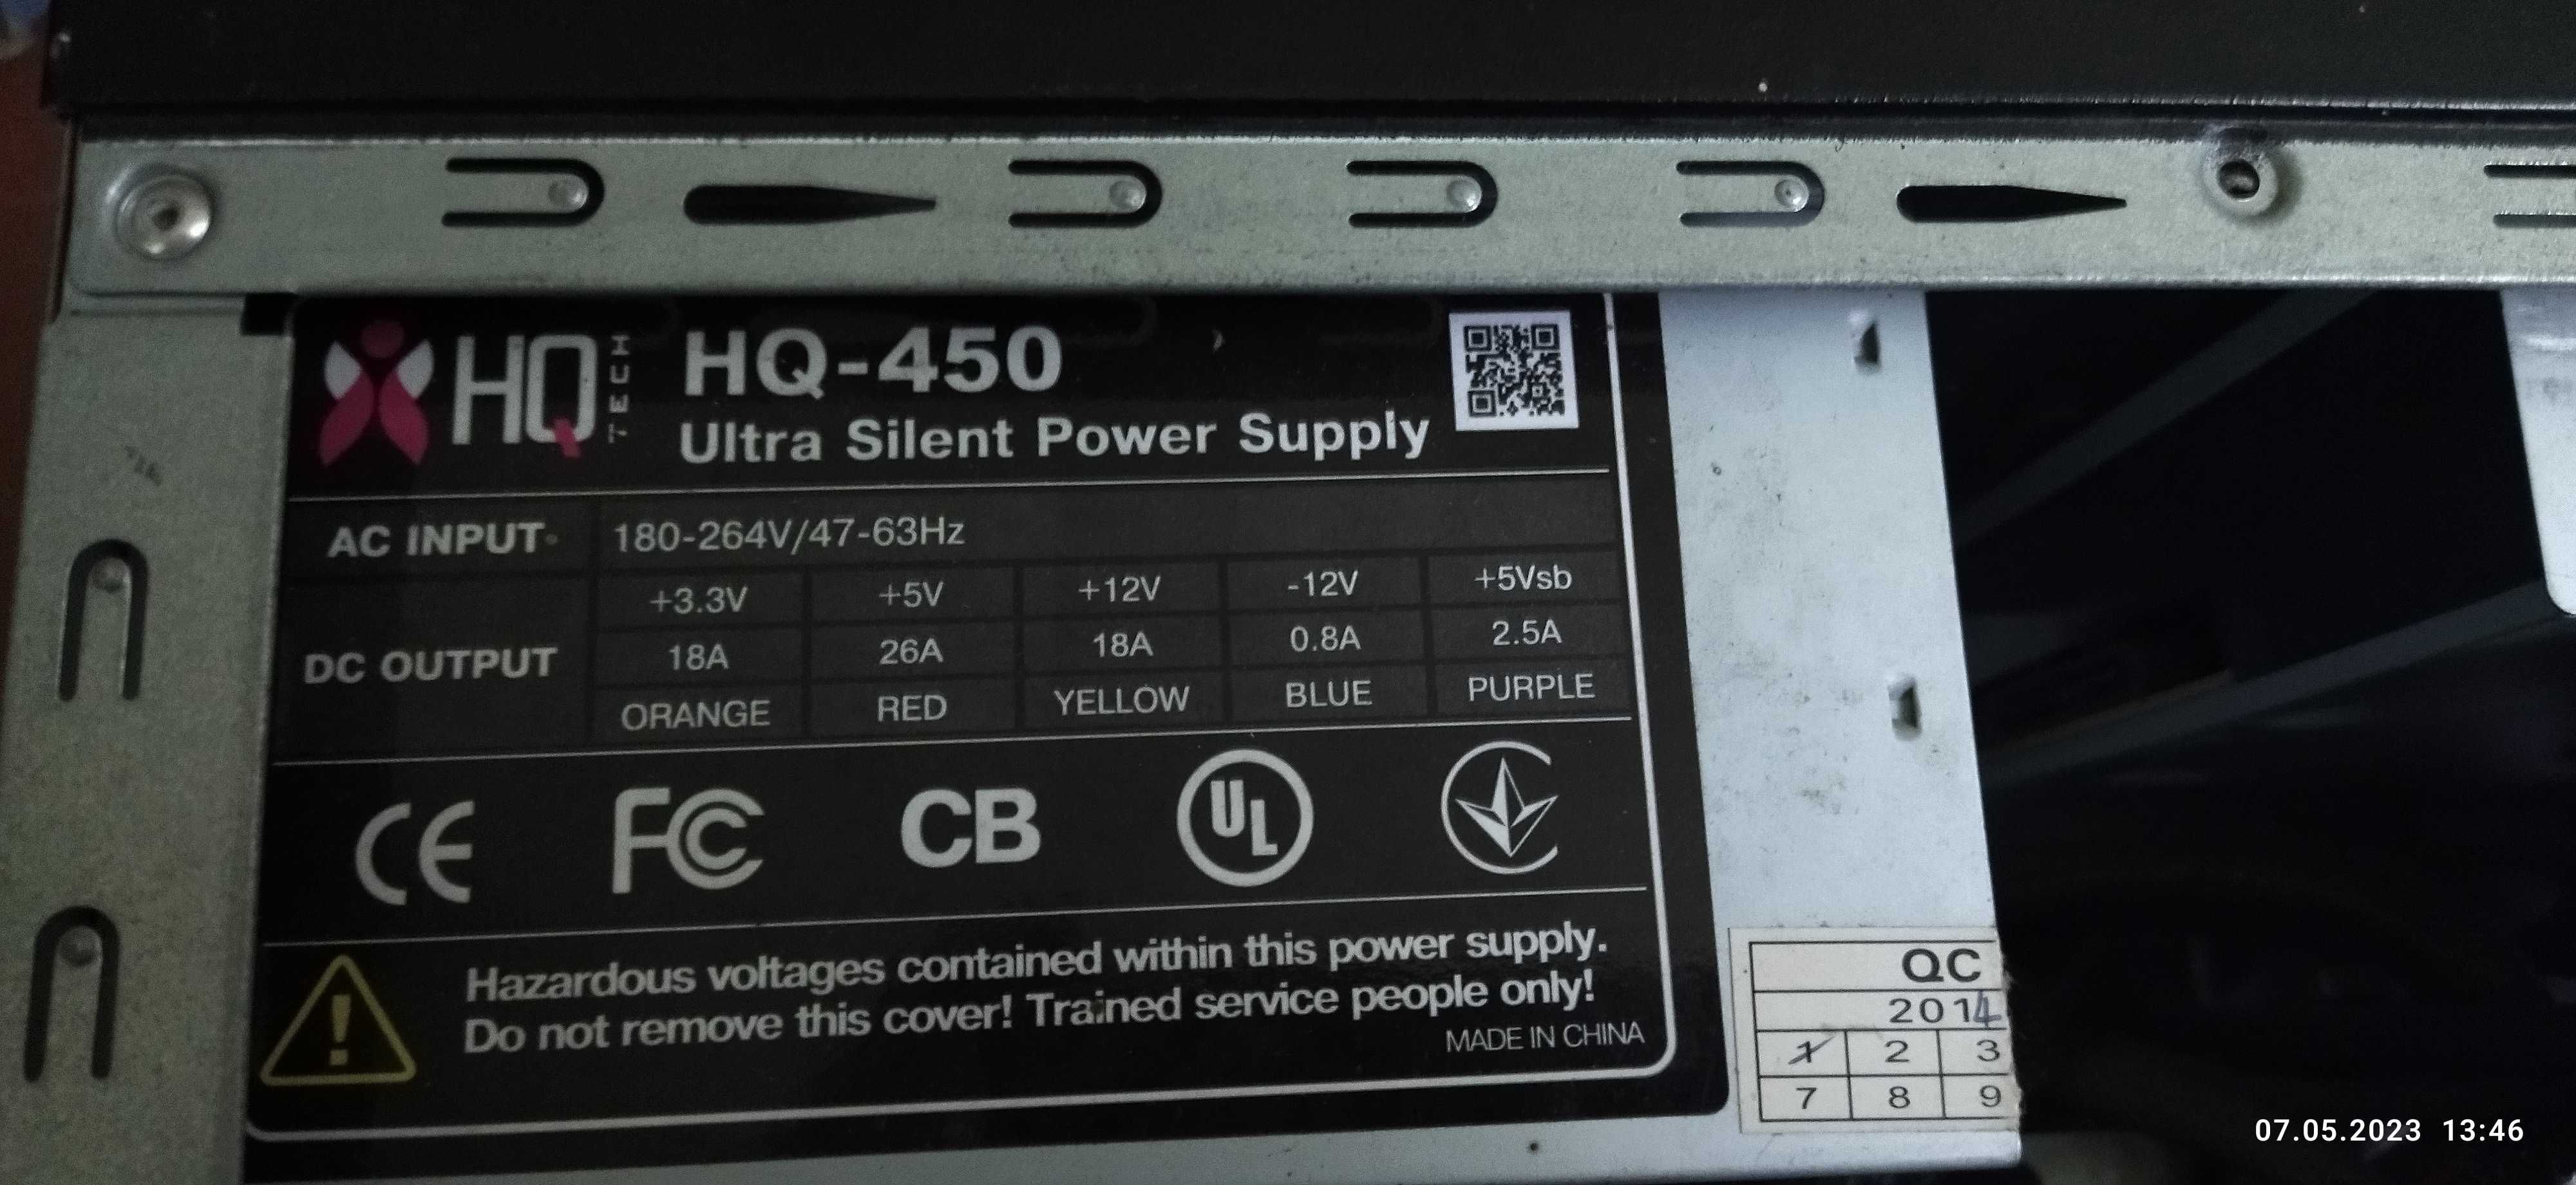 HQ TECH
HQ-450
Ultra Silent Power Supply
AC INPUT 180-264V/47-63Hz
+3.3V +5V +12V -12V +5Vsb
DC OUTPUT 18A 26A 18A 0.8A 2.5A
ORANGE RED YELLOW BLUE PURPLE
CE FC CB UL
Hazardous voltages contained within this power supply.
Do not remove this cover! Trained service people only!
MADE IN CHINA
QC
2014
1 2 3
7 8 9
07.05.2023 13:46